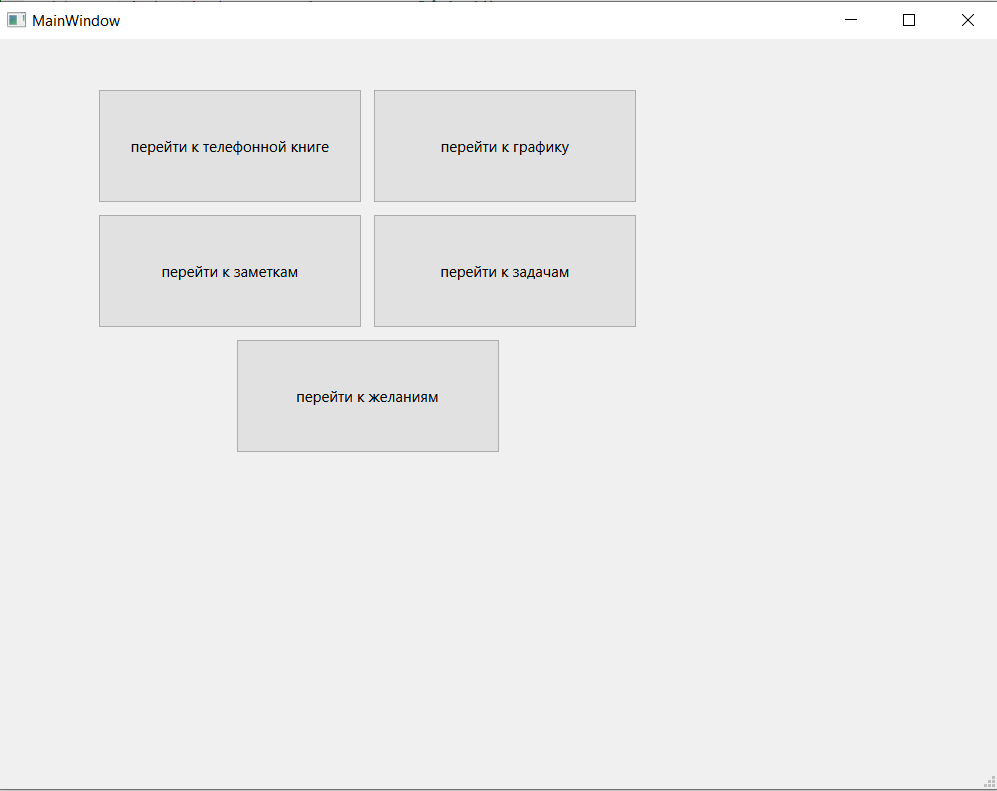 MainWindow
перейти к телефонной книге
перейти к графику
перейти к заметкам
перейти к задачам
перейти к желаниям